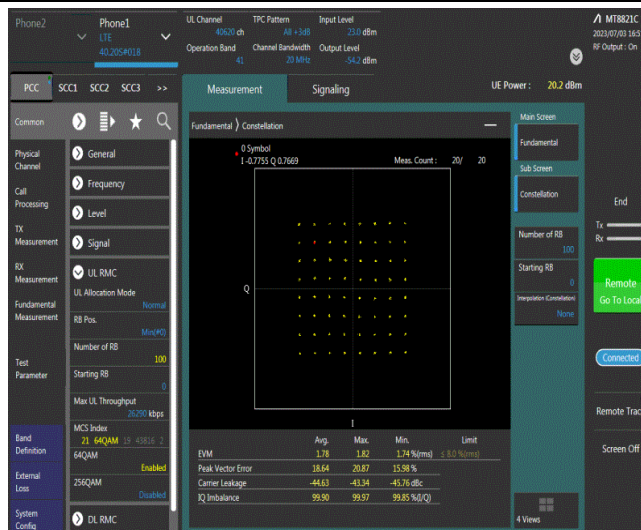 Phone2
Phone1
LTE
40.20S#018
UL Channel
40620 ch
TPC Pattern
All +3dB
Input Level
23.0 dBm
Operation Band
41
Channel Bandwidth
20 MHz
Output Level
-54.2 dBm
MT8821C
2023/07/03 16:5
RF Output : On
PCC
SCC1
SCC2
SCC3
>>
Measurement
Signaling
UE Power :
20.2 dBm
Common
Physical
Channel
Call
Processing
TX
Measurement
RX
Measurement
Fundamental
Measurement
Test
Parameter
Band
Definition
External
Loss
System
Config
General
Frequency
Level
Signal
UL RMC
UL Allocation Mode
Normal
RB Pos.
Min(#0)
Number of RB
100
Starting RB
0
Max UL Throughput
26290 kbps
MCS Index
21 64QAM 19 43816 2
64QAM
Enabled
256QAM
Disabled
DL RMC
Fundamental
Constellation
0 Symbol
I -0.7755 Q 0.7669
Meas. Count : 20/ 20
Q
I
Avg. Max. Min. Limit
EVM 1.78 1.82 1.74 %(rms) ≤ 8.0 %(rms)
Peak Vector Error 18.64 20.87 15.98 %
Carrier Leakage -44.63 -43.34 -45.76 dBc
IQ Imbalance 99.90 99.97 99.85 %(I/Q)
Main Screen
Fundamental
Sub Screen
Constellation
Number of RB
100
Starting RB
0
Interpolation (Constellation)
None
4 Views
End
Tx
Rx
Remote
Go To Local
Connected
Remote Trac
Screen Off